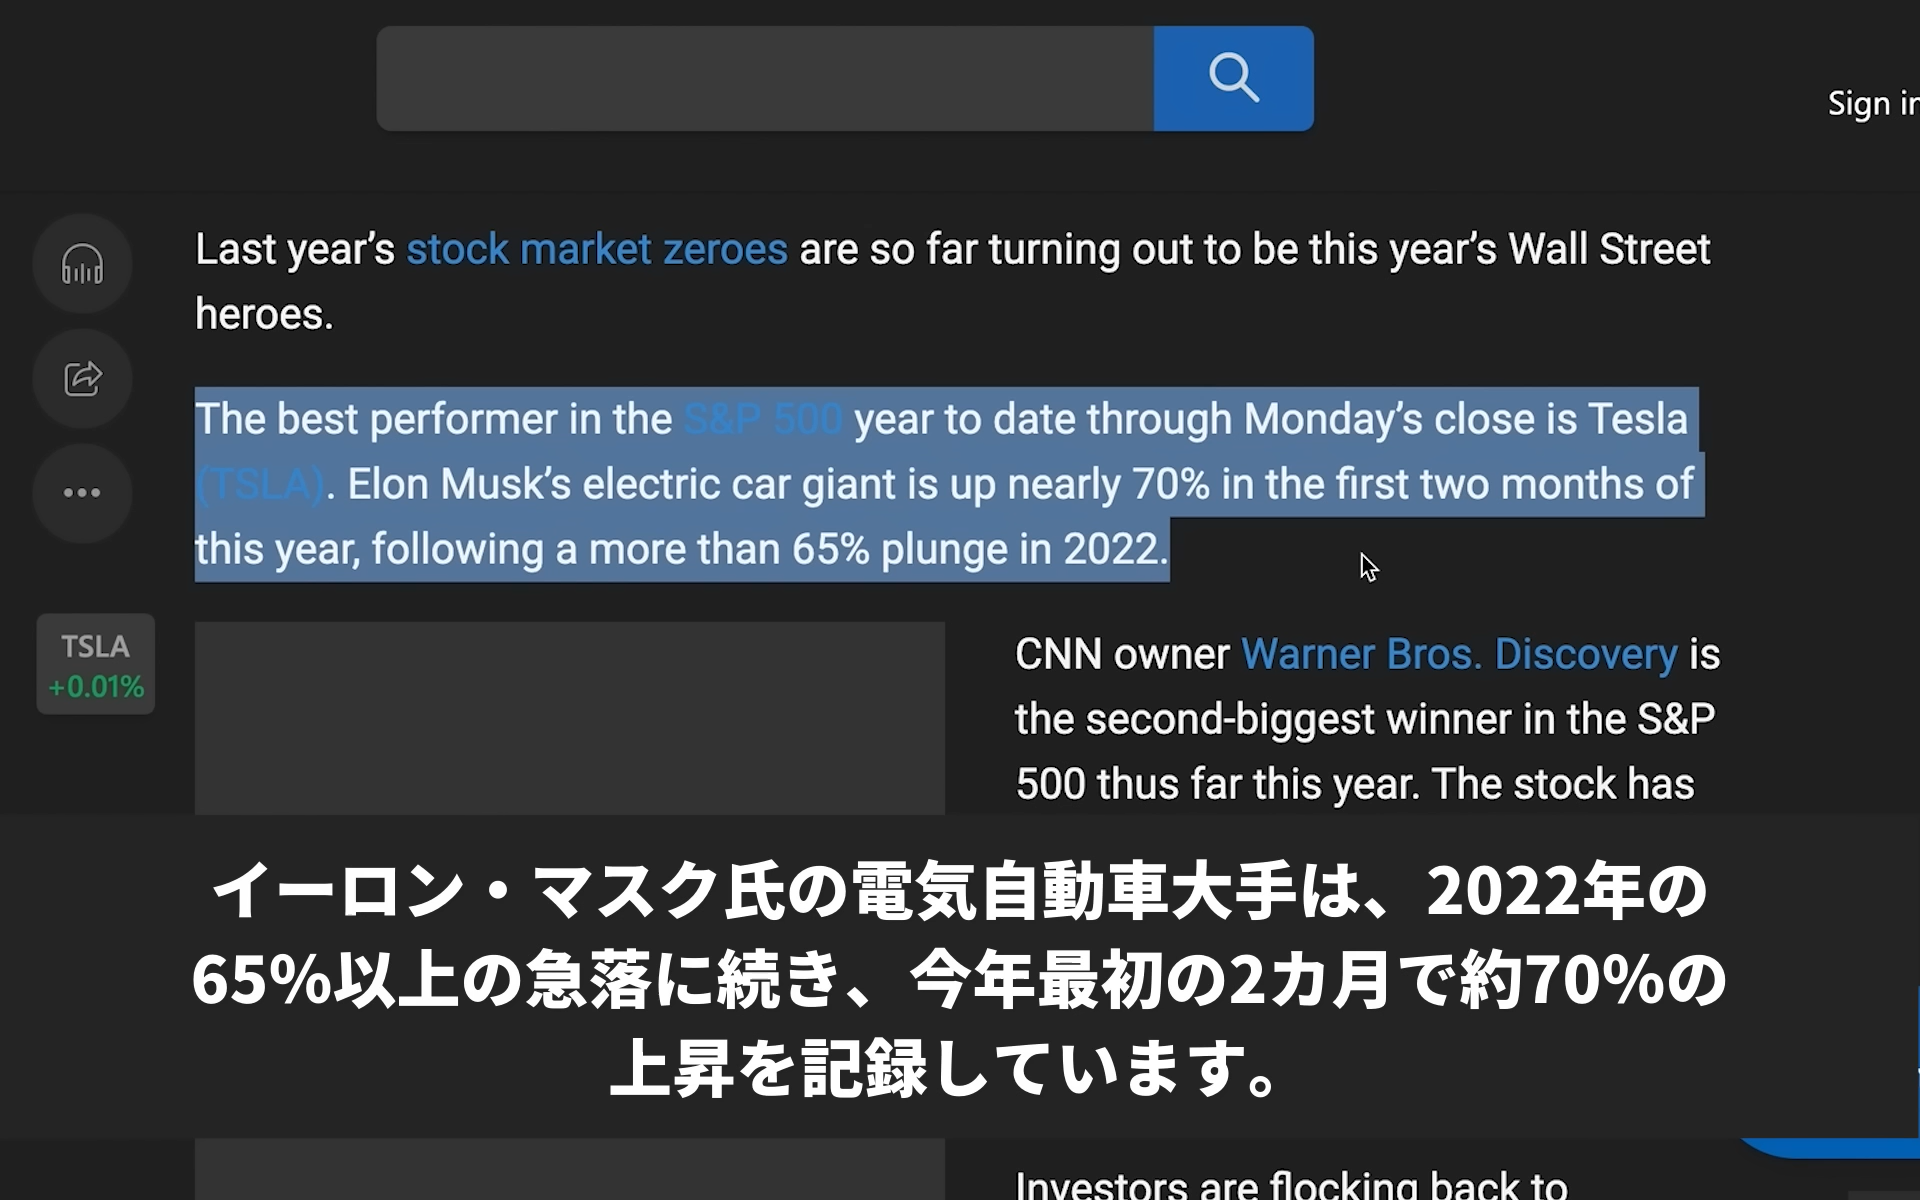 Sign in
Last year’s stock market zeroes are so far turning out to be this year’s Wall Street
heroes.
The best performer in the S&P 500 year to date through Monday’s close is Tesla
(TSLA). Elon Musk’s electric car giant is up nearly 70% in the first two months of
this year, following a more than 65% plunge in 2022.
TSLA
+0.01%
CNN owner Warner Bros. Discovery is
the second-biggest winner in the S&P
500 thus far this year. The stock has
イーロン・マスク氏の電気自動車大手は、2022年の
65%以上の急落に続き、今年最初の2カ月で約70%の
上昇を記録しています。
Investors are flocking back to